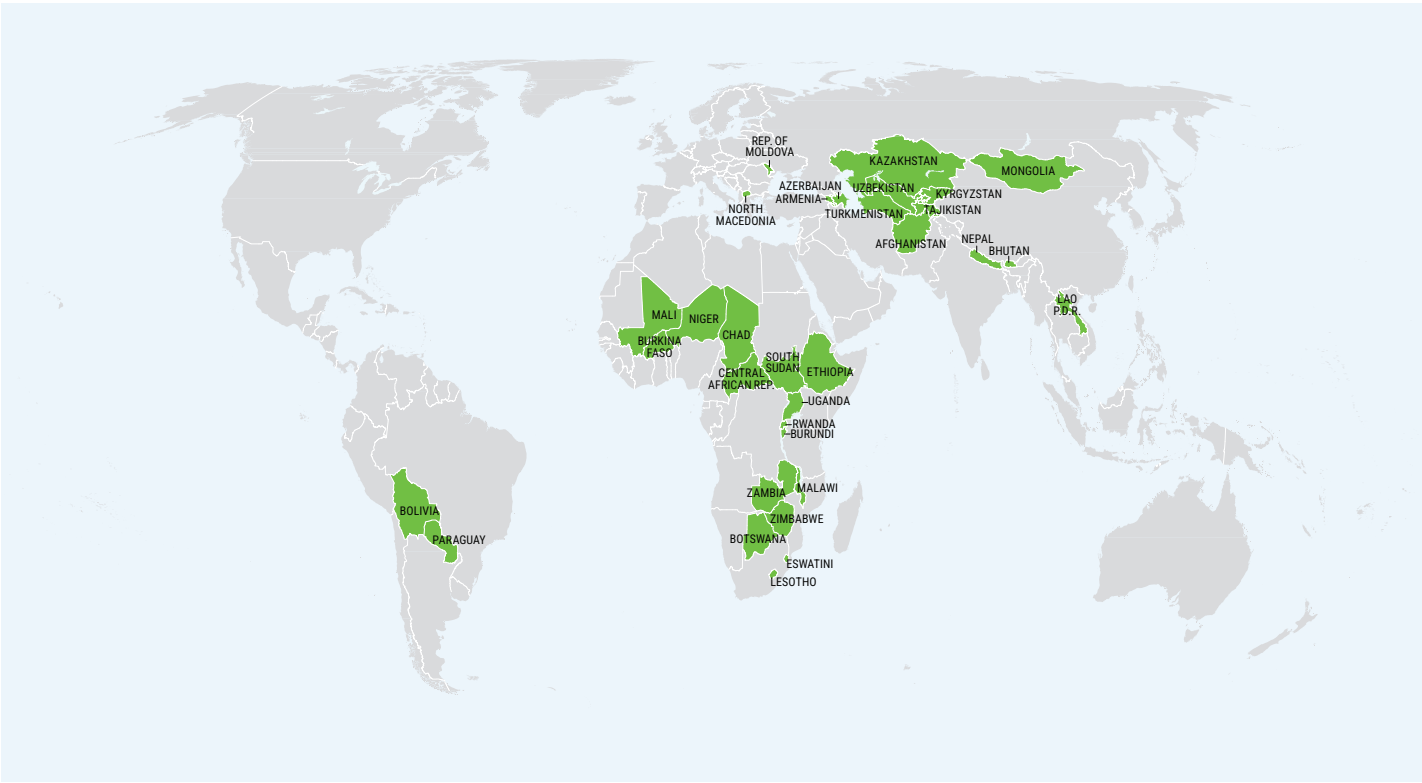 REP. OF
MOLDOVA
KAZAKHSTAN
MONGOLIA
AZERBAIJAN
UZBEKISTAN
KYRGYZSTAN
ARMENIA
NORTH
MACEDONIA
TURKMENISTAN
TAJIKISTAN
AFGHANISTAN
NEPAL
BHUTAN
LAO
P.D.R.
MALI
NIGER
CHAD
BURKINA
FASO
SOUTH
SUDAN
CENTRAL
AFRICAN REP.
ETHIOPIA
UGANDA
RWANDA
BURUNDI
ZAMBIA
MALAWI
ZIMBABWE
BOTSWANA
ESWATINI
LESOTHO
BOLIVIA
PARAGUAY